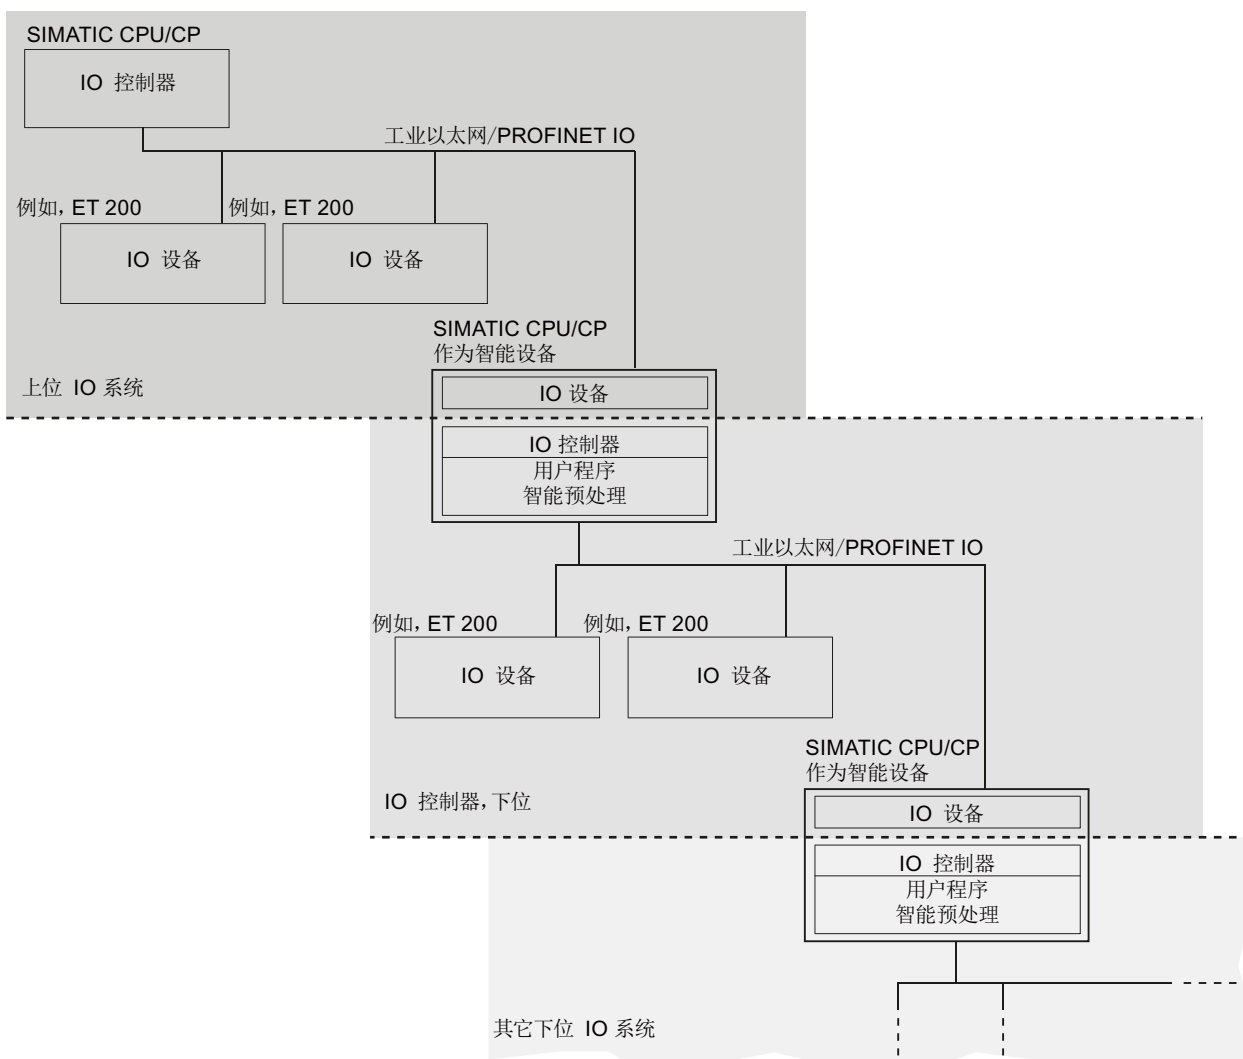 SIMATIC CPU/CP
IO 控制器
工业以太网/PROFINET IO
例如, ET 200
例如, ET 200
IO 设备
IO 设备
SIMATIC CPU/CP
作为智能设备
上位 IO 系统
IO 设备
IO 控制器
用户程序
智能预处理
工业以太网/PROFINET IO
例如, ET 200
例如, ET 200
IO 设备
IO 设备
SIMATIC CPU/CP
作为智能设备
IO 控制器, 下位
IO 设备
IO 控制器
用户程序
智能预处理
其它下位 IO 系统